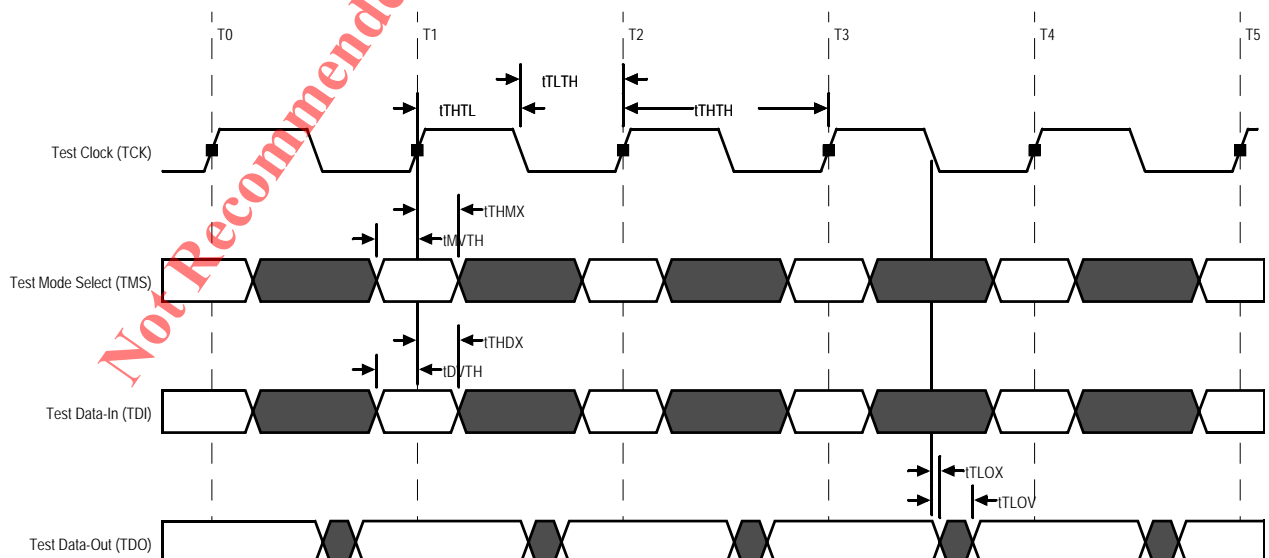 T0
T1
T2
T3
T4
T5
tTLTH
tTHTL
tTHTH
Test Clock (TCK)
tTHMX
tMVTH
Test Mode Select (TMS)
tTHDX
tDVTH
Test Data-In (TDI)
tTLOX
tTLOV
Test Data-Out (TDO)
Not Recommende